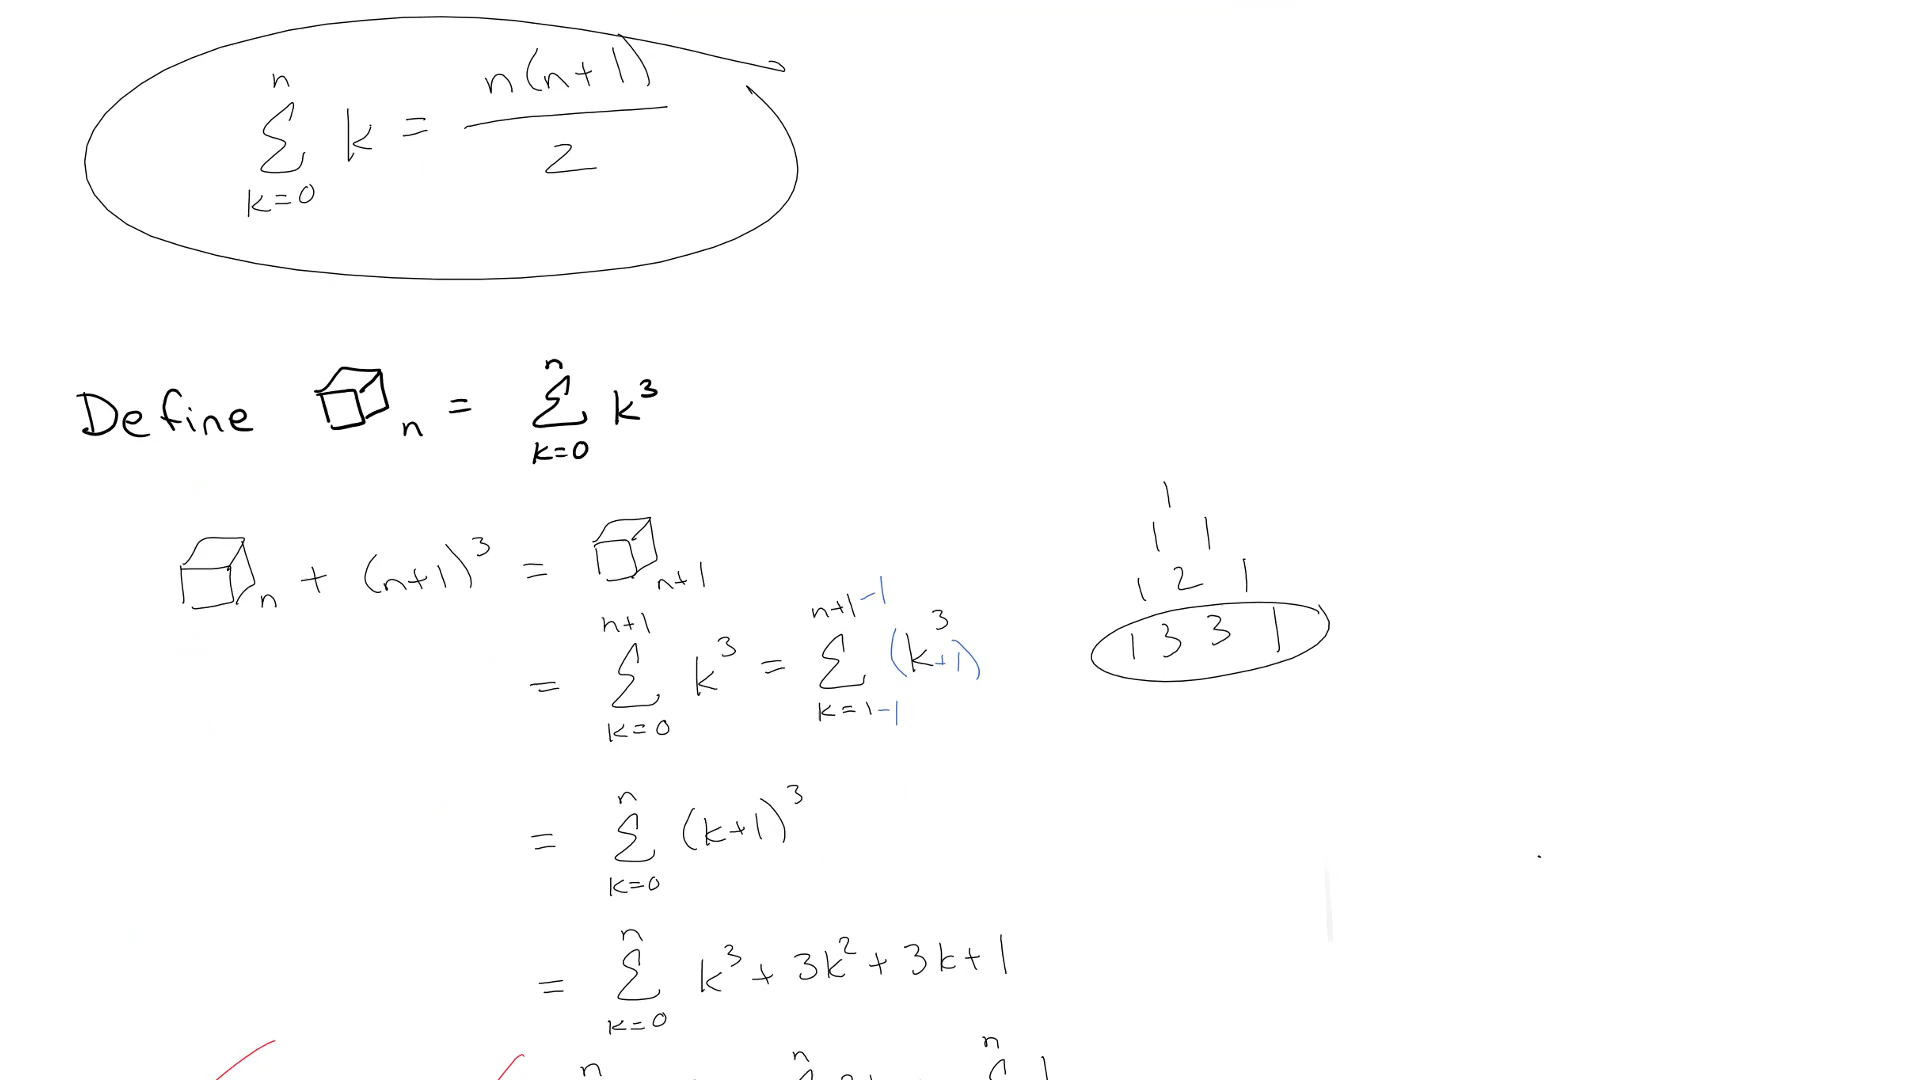 n
∑ k = n(n+1)
k=0 2
Define □n = n ∑ k=0 k³
□n + (n+1)³ = □n+1
= n+1 ∑ k=0 k³ = n+1-1 ∑ k=1-1 (k+1)³
1
1 1
1 2 1
1 3 3 1
= n ∑ k=0 (k+1)³
= n ∑ k=0 k³ + 3k² + 3k + 1
n n n